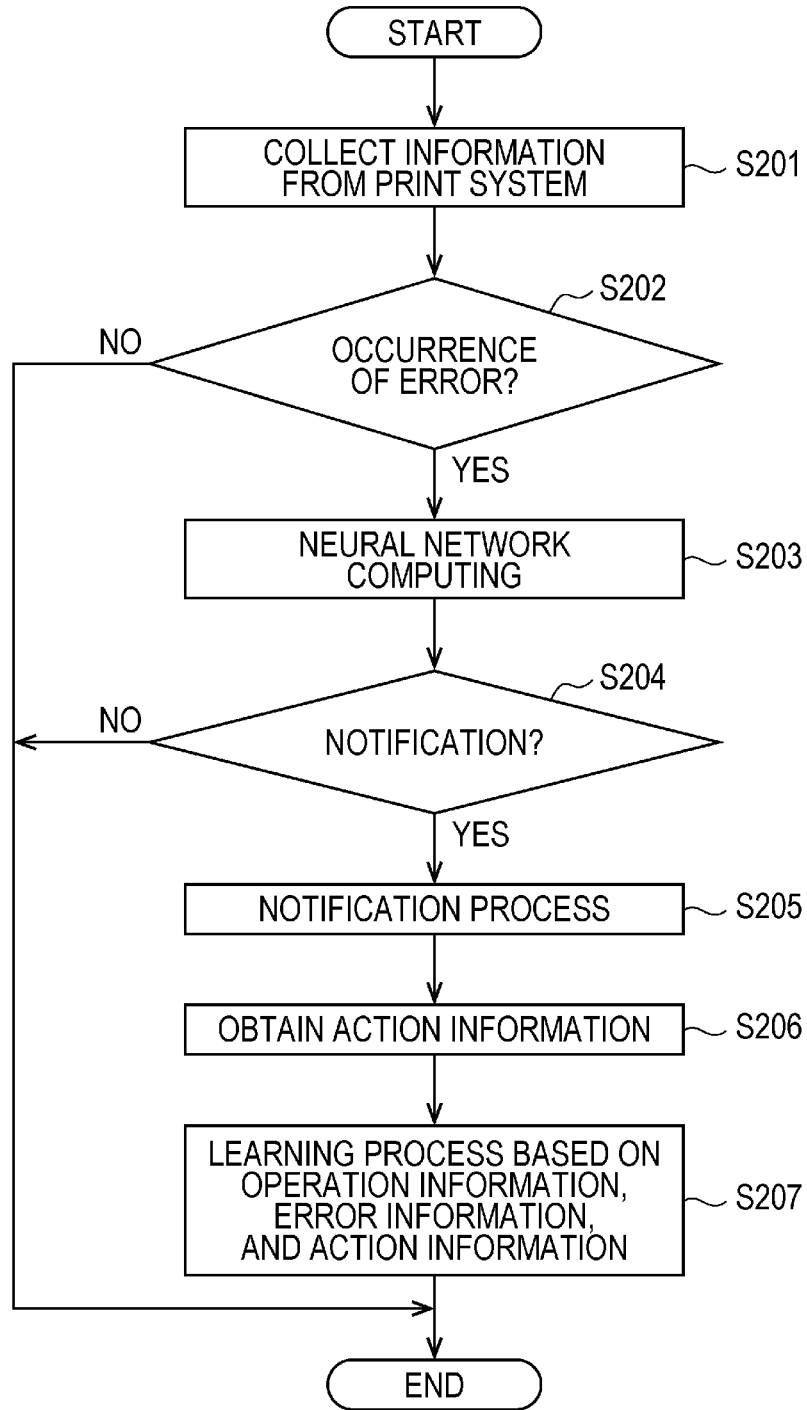 START
COLLECT INFORMATION
FROM PRINT SYSTEM
S201
S202
NO
OCCURRENCE
OF ERROR?
YES
NEURAL NETWORK
COMPUTING
S203
S204
NO
NOTIFICATION?
YES
NOTIFICATION PROCESS
S205
OBTAIN ACTION INFORMATION
S206
LEARNING PROCESS BASED ON
OPERATION INFORMATION,
ERROR INFORMATION,
AND ACTION INFORMATION
S207
END